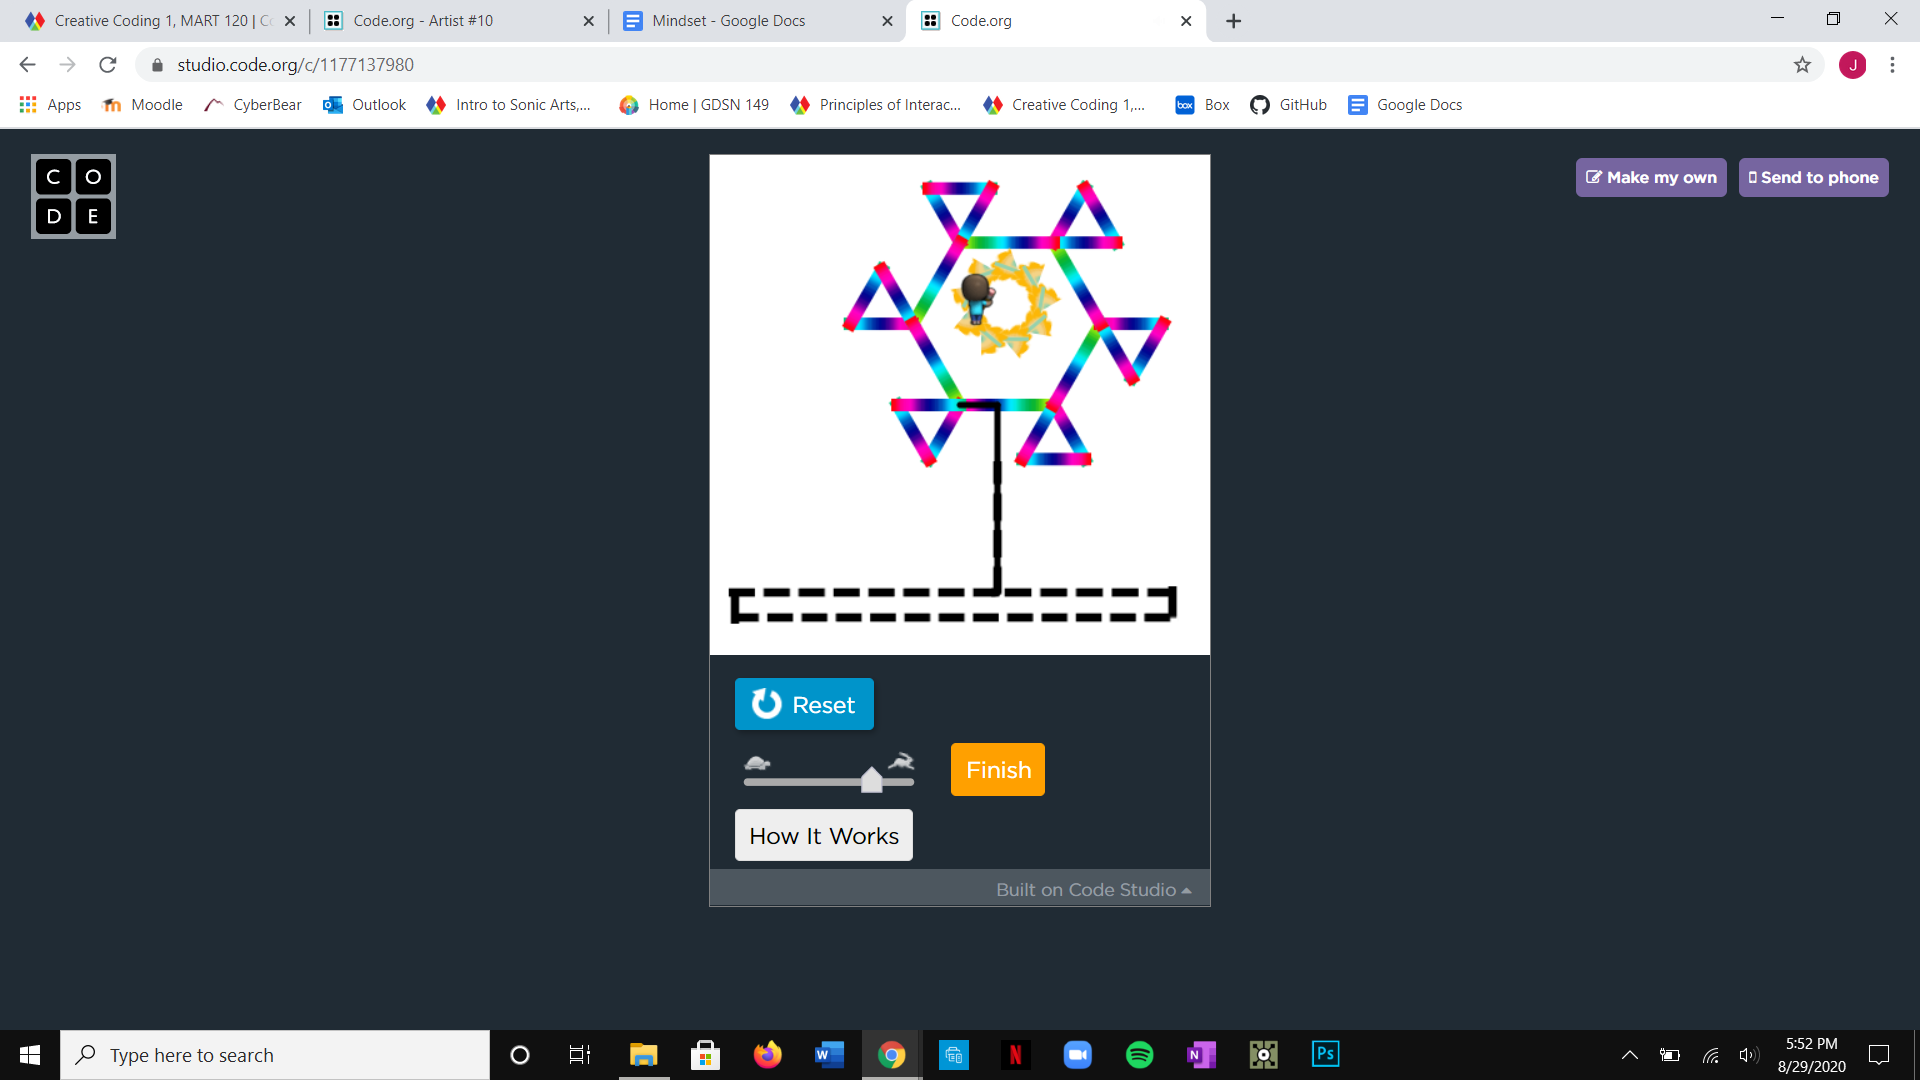 Creative Coding 1, MART 120 | Co
Code.org - Artist #10
Mindset - Google Docs
Code.org
studio.code.org/c/1177137980
J
Apps
Moodle
CyberBear
Outlook
Intro to Sonic Arts,...
Home | GDSN 149
Principles of Interac...
Creative Coding 1,...
box
Box
GitHub
Google Docs
C O
D E
Make my own
Send to phone
Reset
Finish
How It Works
Built on Code Studio
Type here to search
W
N
N
Ps
5:52 PM
8/29/2020